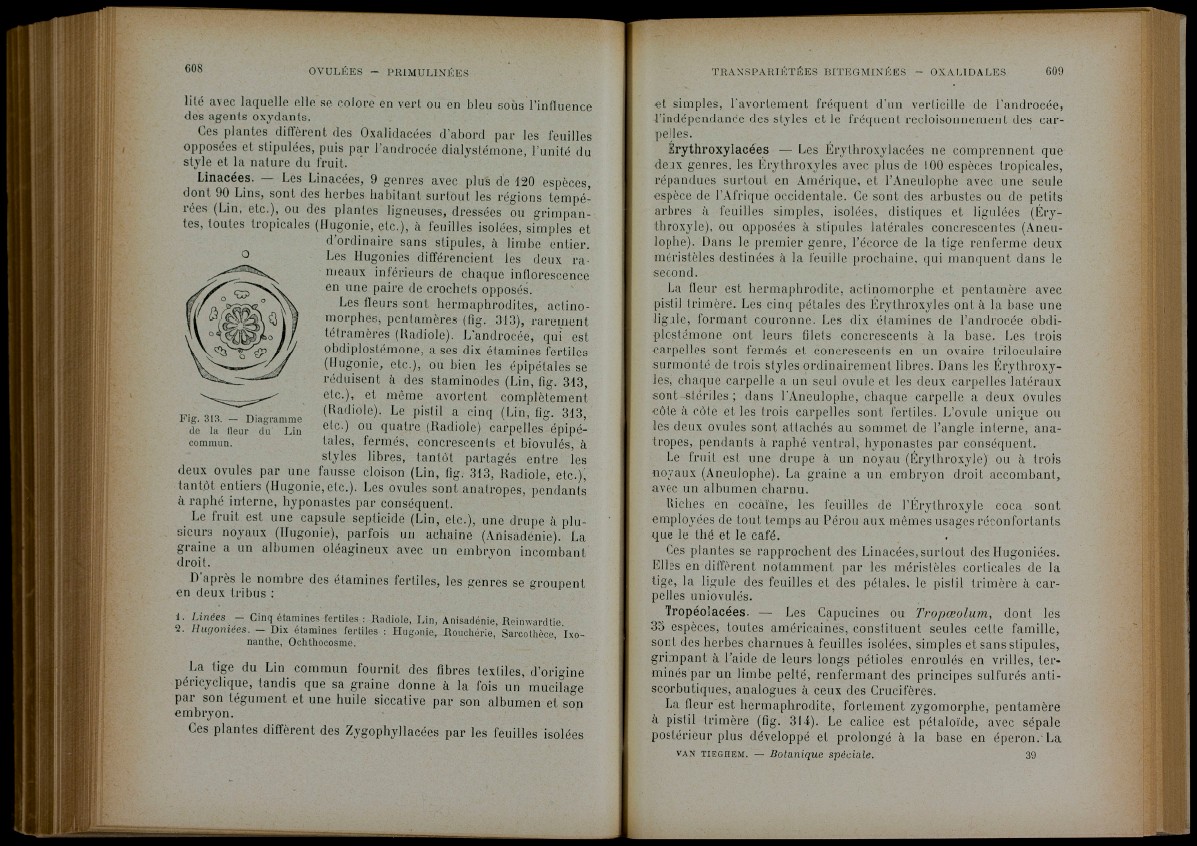 608
OVULÉES — PRIMULINÉES
lité avec laquelle elle se colore en vert ou en bleu sous l'influence
des agents oxydants.
Ces plantes diffèrent des Oxalidacées d'abord par les feuilles
opposées et stipulées, puis par l'androcée dialystémone, l'unité du
style et la nature du fruit.
Linacées. — Les Linacées, 9 genres avec plus de 120 espèces,
dont 90 Lins, sont des herbes habitant surtout les régions tempé-
rées (Lin, etc.), ou des plantes ligneuses, dressées ou grimpan-
tes, toutes tropicales (Hugonie, etc.), à feuilles isolées, simples et
d'ordinaire sans stipules, à limbe entier.
Les Hugonies différencient les deux ra-
meaux inférieurs de chaque inflorescence
en une paire de crochets opposés.
Les fleurs sont hermaphrodites, actino-
morphes, pentamères (fig. 313), rarement
tétramères (Radiole). L'androcée, qui est
obdiplostémone, a ses dix étamines fertiles
(Hugonie, etc.), ou bien les épipétales se
réduisent à des staminodes (Lin, fig. 313,
etc.), et même avortent complètement
(Radiole). Le pistil a cinq (Lin, fig. 313,
etc.) ou quatre (Radiole) carpelles épipé-
tales, fermés, concrescents et biovulés, à
styles libres, tantôt partagés entre les
Fig. 313. — Diagramme
de la fleur du Lin
commun.
deux ovules par une fausse cloison (Lin, fig. 313, Radiole, etc.),
tantôt entiers (Hugonie, etc.). Les ovules sont anatropes, pendants
à raphé interne, hyponastes par conséquent.
Le fruit est une capsule septicide (Lin, etc.), une drupe à plu-
sieurs noyaux (Hugonie), parfois un achaine (Anisadénie). La
graine a un albumen oléagineux avec un embryon incombant
droit.
D'après le nombre des étamines fertiles, les genres se groupent
en deux tribus :
1. Linées — Cinq étamines fertiles : Radiole, Lin, Anisadénie, Reinwardtie.
2. Hugoniées. — Dix étamines fertiles : Hugonie, Rouchérie, Sarcothèce, Ixo-
nanthe, Ochthocosme.
La tige du Lin commun fournit des fibres textiles, d'origine
péricyclique, tandis que sa graine donne à la fois un mucilage
par son tégument et une huile siccative par son albumen et son
embryon.
Ces plantes diffèrent des Zygophyllacées par les feuilles isolées
TRANSPARIÉTÉES BITEGMINÉES — OXALIDALES
609
et simples, l'avortement fréquent d'un verticille de l'androcée,
l'indépendance des styles et le fréquent recloisonnement des car-
pelles.
Érythroxylacées — Les Érythroxylacées ne comprennent que
deux genres, les Érythroxyles avec plus de 100 espèces tropicales,
répandues surtout en Amérique, et l'Aneulophe avec une seule
espèce de l'Afrique occidentale. Ce sont des arbustes ou de petits
arbres à feuilles simples, isolées, distiques et ligulées (Éry-
throxyle), ou opposées à stipules latérales concrescentes (Aneu-
lophe). Dans le premier genre, l'écorce de la tige renferme deux
méristèles destinées à la feuille prochaine, qui manquent dans le
second.
La fleur est hermaphrodite, actinomorphe et pentamère avec
pistil trimère. Les cinq pétales des Érythroxyles ont à la base une
ligule, formant couronne. Les dix étamines de l'androcée obdi-
plostémone ont leurs filets concrescents à la base. Les trois
carpelles sont fermés et concrescents en un ovaire triloculaire
surmonté de trois styles ordinairement libres. Dans les Érythroxy-
les, chaque carpelle a un seul ovule et les deux carpelles latéraux
sont stériles ; dans l'Aneulophe, chaque carpelle a deux ovules
côte à côte et les trois carpelles sont fertiles. L'ovule unique ou
les deux ovules sont attachés au sommet de l'angle interne, ana-
tropes, pendants à raphé ventral, hyponastes par conséquent.
Le fruit est une drupe à un noyau (Érythroxyle) ou à trois
noyaux (Aneulophe). La graine a un embryon droit accombant,
avec un albumen charnu.
Riches en cocaïne, les feuilles de l'Érythroxyle coca sont
employées de tout temps au Pérou aux mêmes usages réconfortants
que le thé et le café.
Ces plantes se rapprochent des Linacées, surtout des Hugoniées.
Elles en diffèrent notamment par les méristèles corticales de la
tige, la ligule des feuilles et des pétales, le pistil trimère à car-
pelles uniovulés.
Tropéolacées. — Les Capucines ou Tropæolum, dont les
35 espèces, toutes américaines, constituent seules cette famille,
sont des herbes charnues à feuilles isolées, simples et sans stipules,
grimpant à l'aide de leurs longs pétioles enroulés en vrilles, ter-
minés par un limbe pelté, renfermant des principes sulfurés anti-
scorbutiques, analogues à ceux des Crucifères.
La fleur est hermaphrodite, fortement zygomorphe, pentamère
à pistil trimère (fig. 314). Le calice est pétaloïde, avec sépale
postérieur plus développé et prolongé à la base en éperon. La
VAN TIEGHEM. — Botanique spéciale.
39